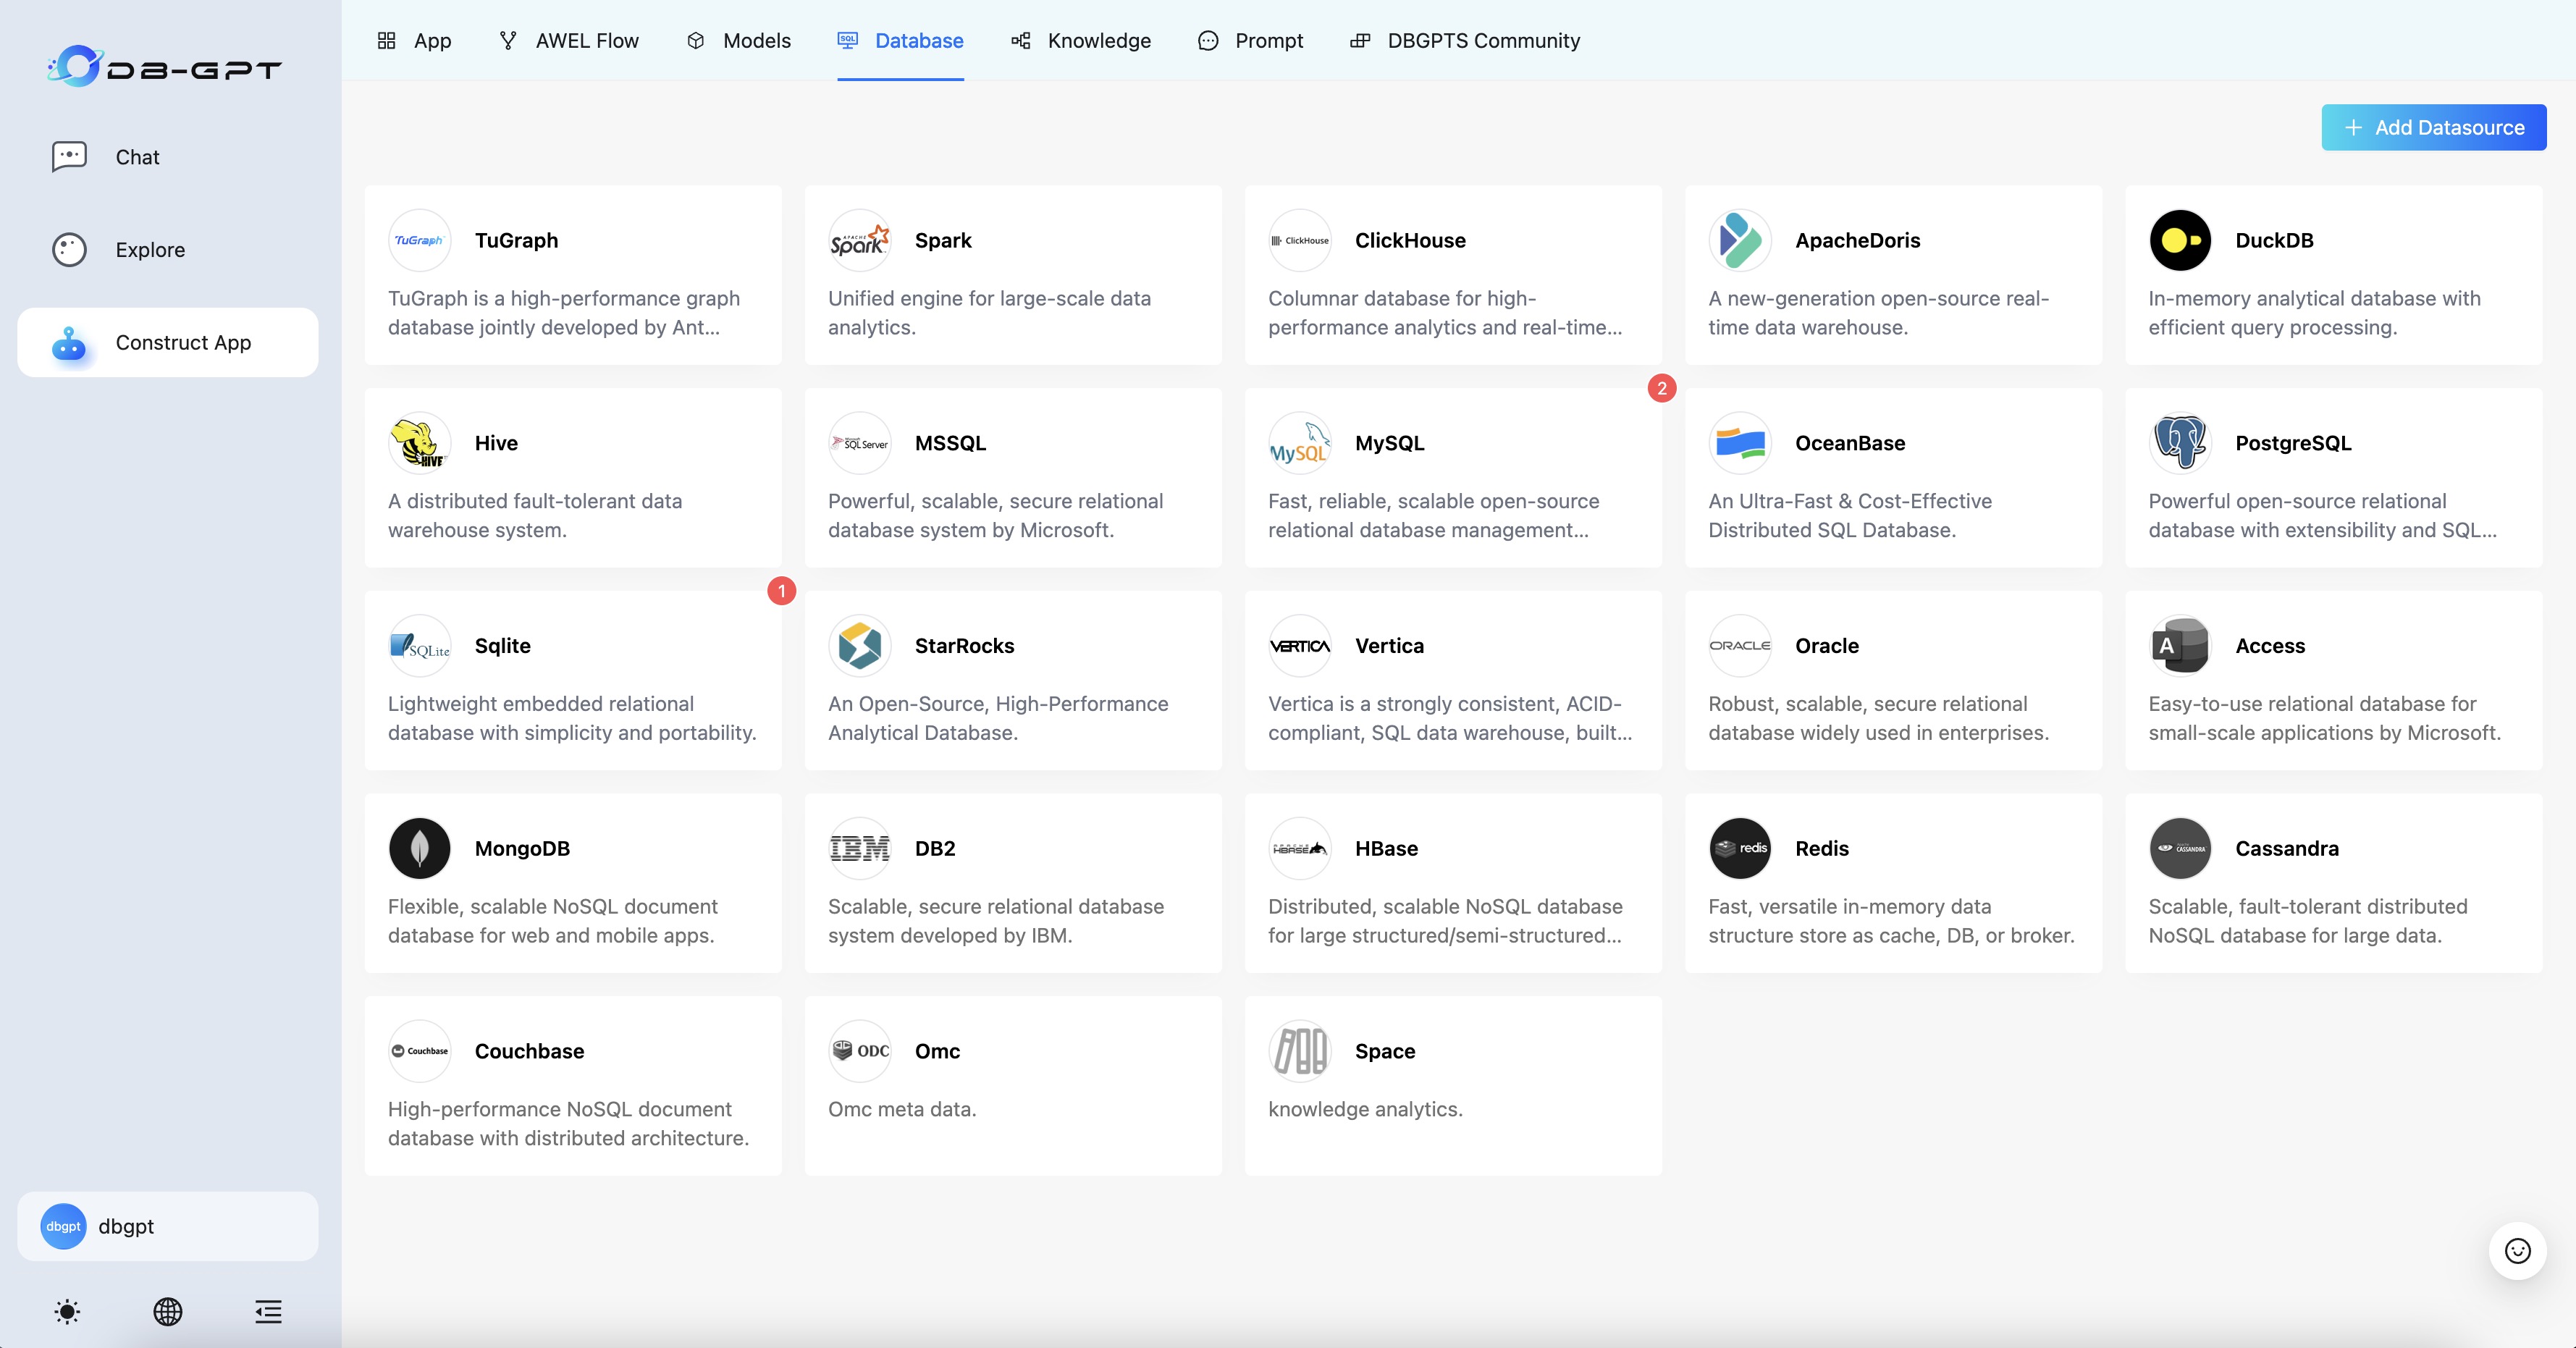 DB-GPT
Chat
Explore
Construct App
dbgpt
dbgpt
App
AWEL Flow
Models
SQL
Database
Knowledge
Prompt
DBGPTS Community
+ Add Datasource
TuGraph
TuGraph
TuGraph is a high-performance graph
database jointly developed by Ant...
APACHE
Spark
Spark
Unified engine for large-scale data
analytics.
ClickHouse
ClickHouse
Columnar database for high-
performance analytics and real-time...
ApacheDoris
A new-generation open-source real-
time data warehouse.
DuckDB
In-memory analytical database with
efficient query processing.
HIVE
Hive
A distributed fault-tolerant data
warehouse system.
Microsoft
SQL Server
MSSQL
Powerful, scalable, secure relational
database system by Microsoft.
2
MySQL
MySQL
Fast, reliable, scalable open-source
relational database management...
OceanBase
An Ultra-Fast & Cost-Effective
Distributed SQL Database.
PostgreSQL
Powerful open-source relational
database with extensibility and SQL...
1
SQLite
Sqlite
Lightweight embedded relational
database with simplicity and portability.
StarRocks
An Open-Source, High-Performance
Analytical Database.
VERTICA
Vertica
Vertica is a strongly consistent, ACID-
compliant, SQL data warehouse, built...
ORACLE
Oracle
Robust, scalable, secure relational
database widely used in enterprises.
A
Access
Easy-to-use relational database for
small-scale applications by Microsoft.
MongoDB
Flexible, scalable NoSQL document
database for web and mobile apps.
IBM
DB2
Scalable, secure relational database
system developed by IBM.
HBASE
HBase
Distributed, scalable NoSQL database
for large structured/semi-structured...
redis
Redis
Fast, versatile in-memory data
structure store as cache, DB, or broker.
CASSANDRA
Cassandra
Scalable, fault-tolerant distributed
NoSQL database for large data.
Couchbase
Couchbase
High-performance NoSQL document
database with distributed architecture.
ODC
Omc
Omc meta data.
Space
knowledge analytics.